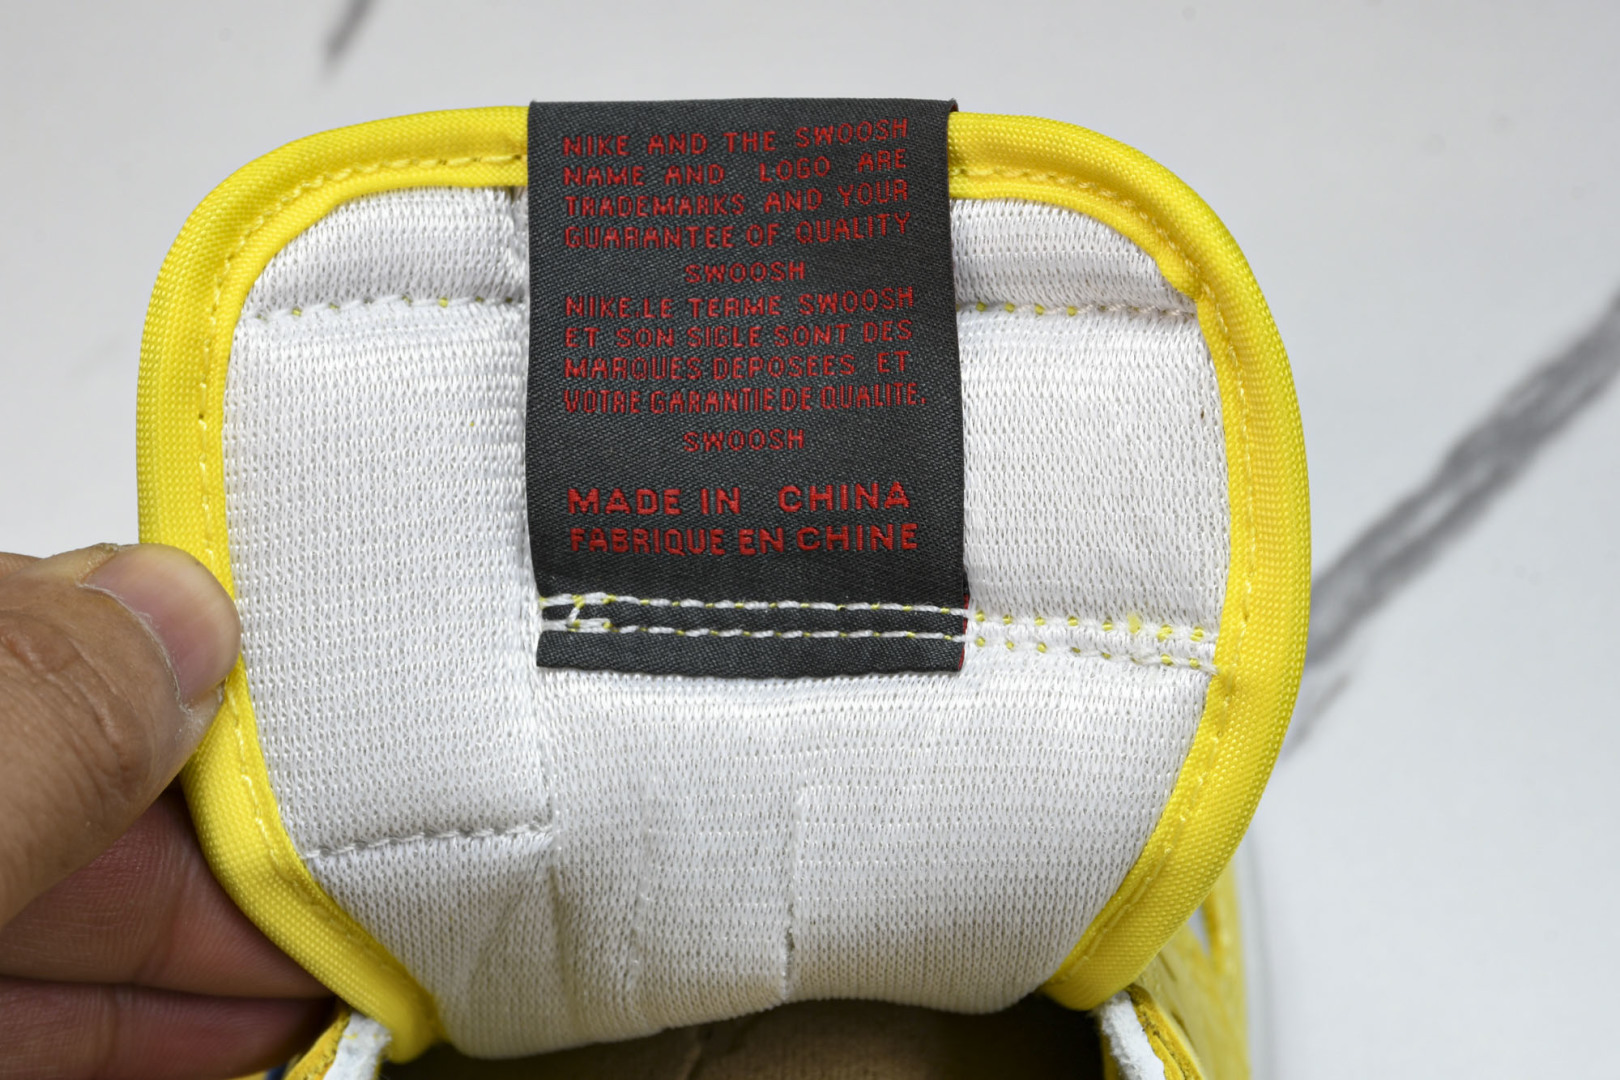 NIKE AND THE SWOOSH
NAME AND LOGO ARE
TRADEMARKS AND YOUR
GUARANTEE OF QUALITY
SWOOSH
NIKE.LE TERME SWOOSH
ET SON SIGLE SONT DES
MARQUES DEPOSEES ET
VOTRE GARANTIE DE QUALITE.
SWOOSH
MADE IN CHINA
FABRIQUE EN CHINE